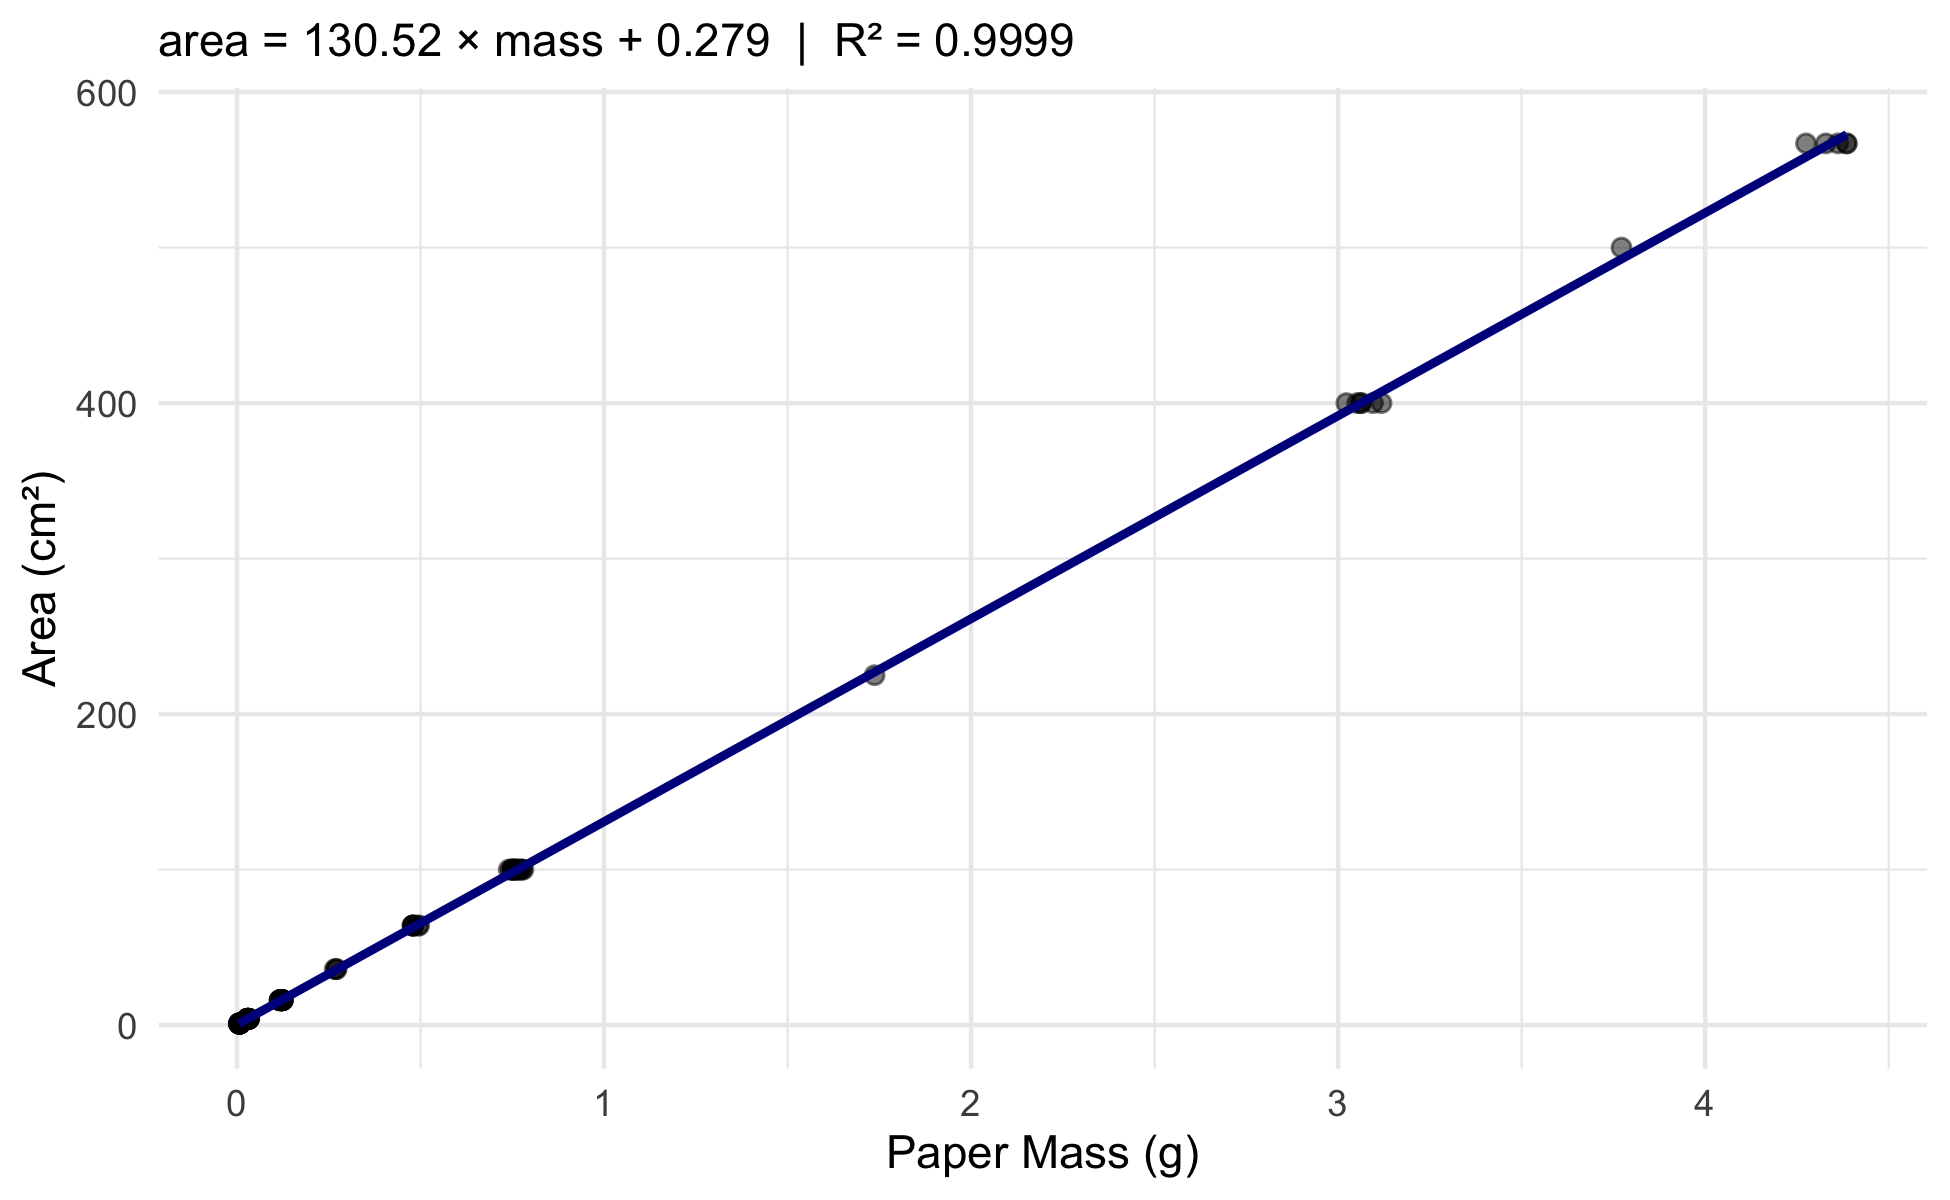 area = 130.52 × mass + 0.279 | R² = 0.9999
600
400
200
0
Area (cm²)
0 1 2 3 4
Paper Mass (g)